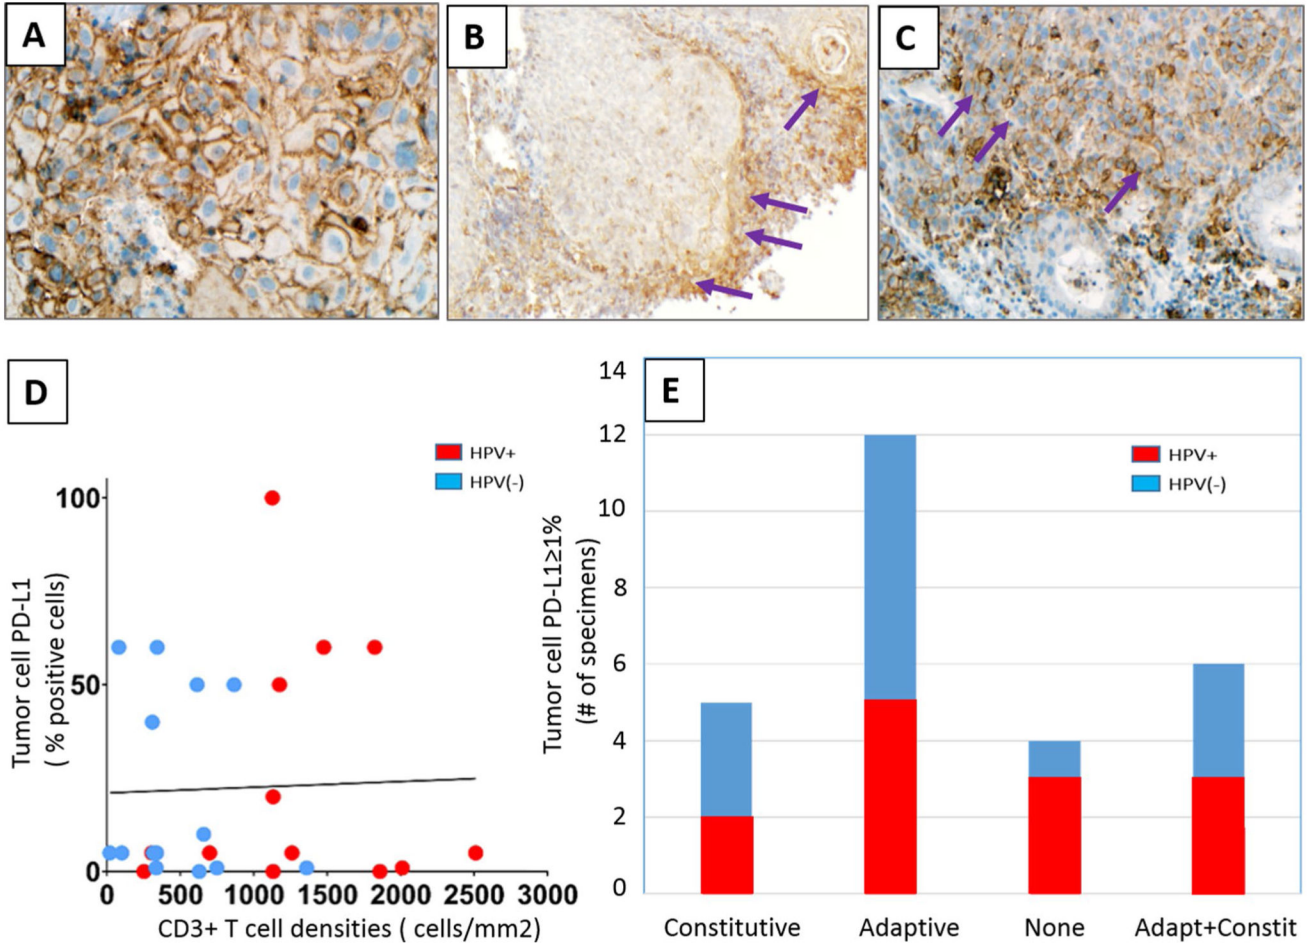 A
B
C
D
HPV+
HPV(-)
100
50
0
Tumor cell PD-L1
( % positive cells)
0 500 1000 1500 2000 2500 3000
CD3+ T cell densities ( cells/mm2)
E
HPV+
HPV(-)
14
12
10
8
6
4
2
0
Tumor cell PD-L1≥1%
(# of specimens)
Constitutive Adaptive None Adapt+Constit